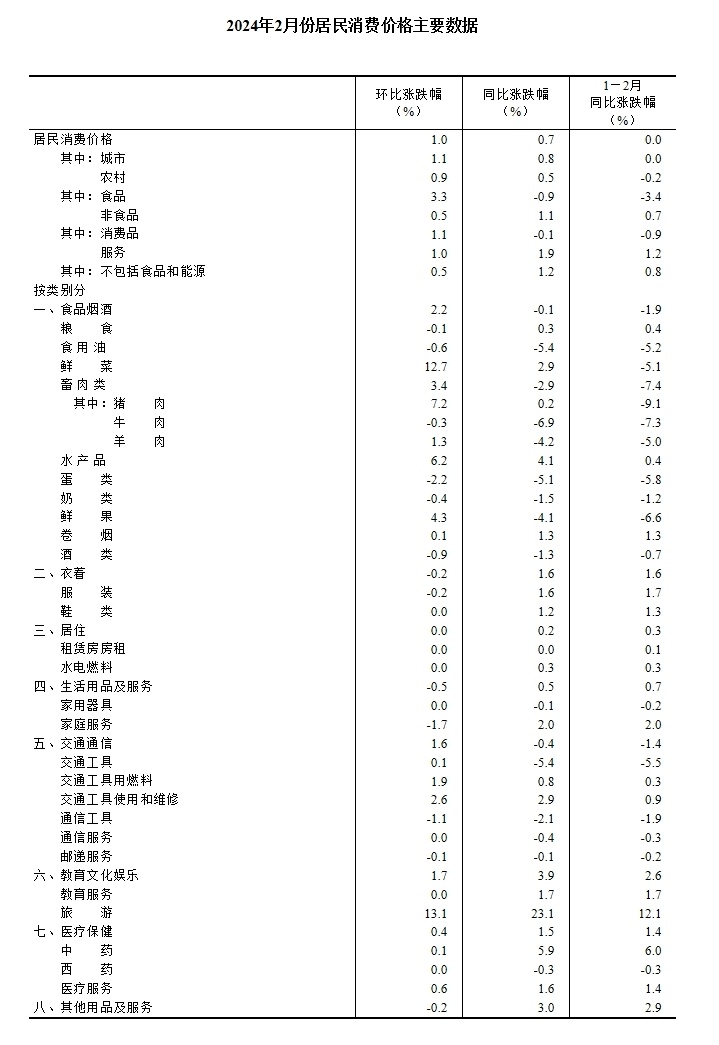 2024年2月份居民消费价格主要数据
环比涨跌幅（%） 同比涨跌幅（%） 1—2月同比涨跌幅（%）
居民消费价格 1.0 0.7 0.0
其中：城市 1.1 0.8 0.0
农村 0.9 0.5 -0.2
其中：食品 3.3 -0.9 -3.4
非食品 0.5 1.1 0.7
其中：消费品 1.1 -0.1 -0.9
服务 1.0 1.9 1.2
其中：不包括食品和能源 0.5 1.2 0.8
按类别分
一、食品烟酒 2.2 -0.1 -1.9
粮食 -0.1 0.3 0.4
食用油 -0.6 -5.4 -5.2
鲜菜 12.7 2.9 -5.1
畜肉类 3.4 -2.9 -7.4
其中：猪肉 7.2 0.2 -9.1
牛肉 -0.3 -6.9 -7.3
羊肉 1.3 -4.2 -5.0
水产品 6.2 4.1 0.4
蛋类 -2.2 -5.1 -5.8
奶类 -0.4 -1.5 -1.2
鲜果 4.3 -4.1 -6.6
卷烟 0.1 1.3 1.3
酒类 -0.9 -1.3 -0.7
二、衣着 -0.2 1.6 1.6
服装 -0.2 1.6 1.7
鞋类 0.0 1.2 1.3
三、居住 0.0 0.2 0.3
租赁房房租 0.0 0.0 0.1
水电燃料 0.0 0.3 0.3
四、生活用品及服务 -0.5 0.5 0.7
家用器具 0.0 -0.1 -0.2
家庭服务 -1.7 2.0 2.0
五、交通通信 1.6 -0.4 -1.4
交通工具 0.1 -5.4 -5.5
交通工具用燃料 1.9 0.8 0.3
交通工具使用和维修 2.6 2.9 0.9
通信工具 -1.1 -2.1 -1.9
通信服务 0.0 -0.4 -0.3
邮递服务 -0.1 -0.1 -0.2
六、教育文化娱乐 1.7 3.9 2.6
教育服务 0.0 1.7 1.7
旅游 13.1 23.1 12.1
七、医疗保健 0.4 1.5 1.4
中药 0.1 5.9 6.0
西药 0.0 -0.3 -0.3
医疗服务 0.6 1.6 1.4
八、其他用品及服务 -0.2 3.0 2.9